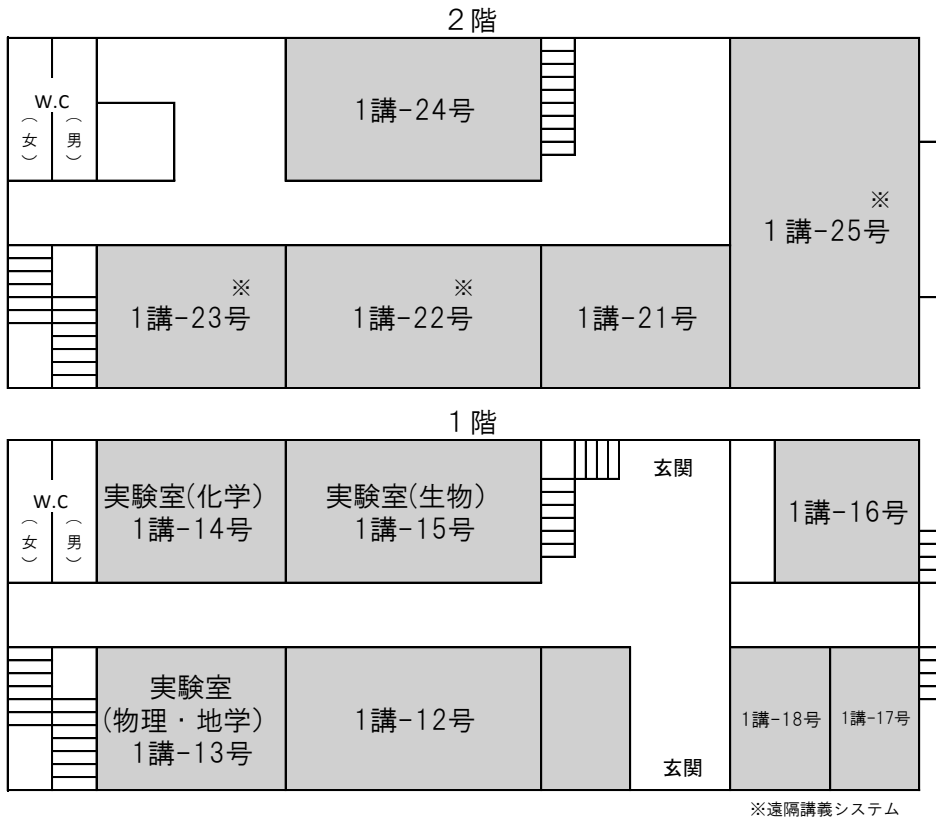 2階
w.c
(女)
(男)
1講-24号
※
1講-25号
※
1講-23号
※
1講-22号
1講-21号
1階
w.c
(女)
(男)
実験室(化学)
1講-14号
実験室(生物)
1講-15号
玄関
1講-16号
実験室
(物理・地学)
1講-13号
1講-12号
玄関
1講-18号
1講-17号
※遠隔講義システム